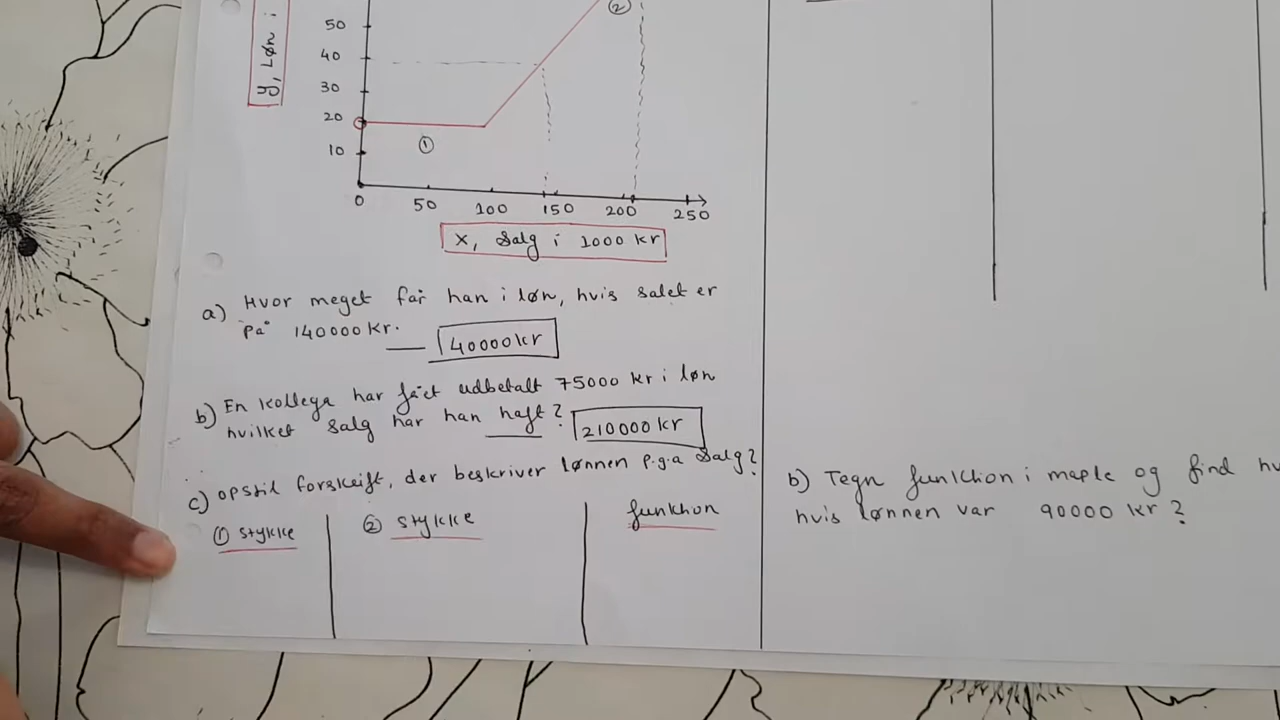 y, Løn i
50
40
30
20
10
①
②
0 50 100 150 200 250
x, Salg i 1000 kr
a) Hvor meget får han i løn, hvis salet er
på 140000 kr. 40000 kr
b) En kollega har fået udbetalt 75000 kr i løn
hvilket salg har han haft? 210000 kr
c) opstil forskrift, der beskriver lønnen p.g.a salg?
① stykke ② stykke funktion
b) Tegn funktion i maple og find hv
hvis lønnen var 90000 kr?